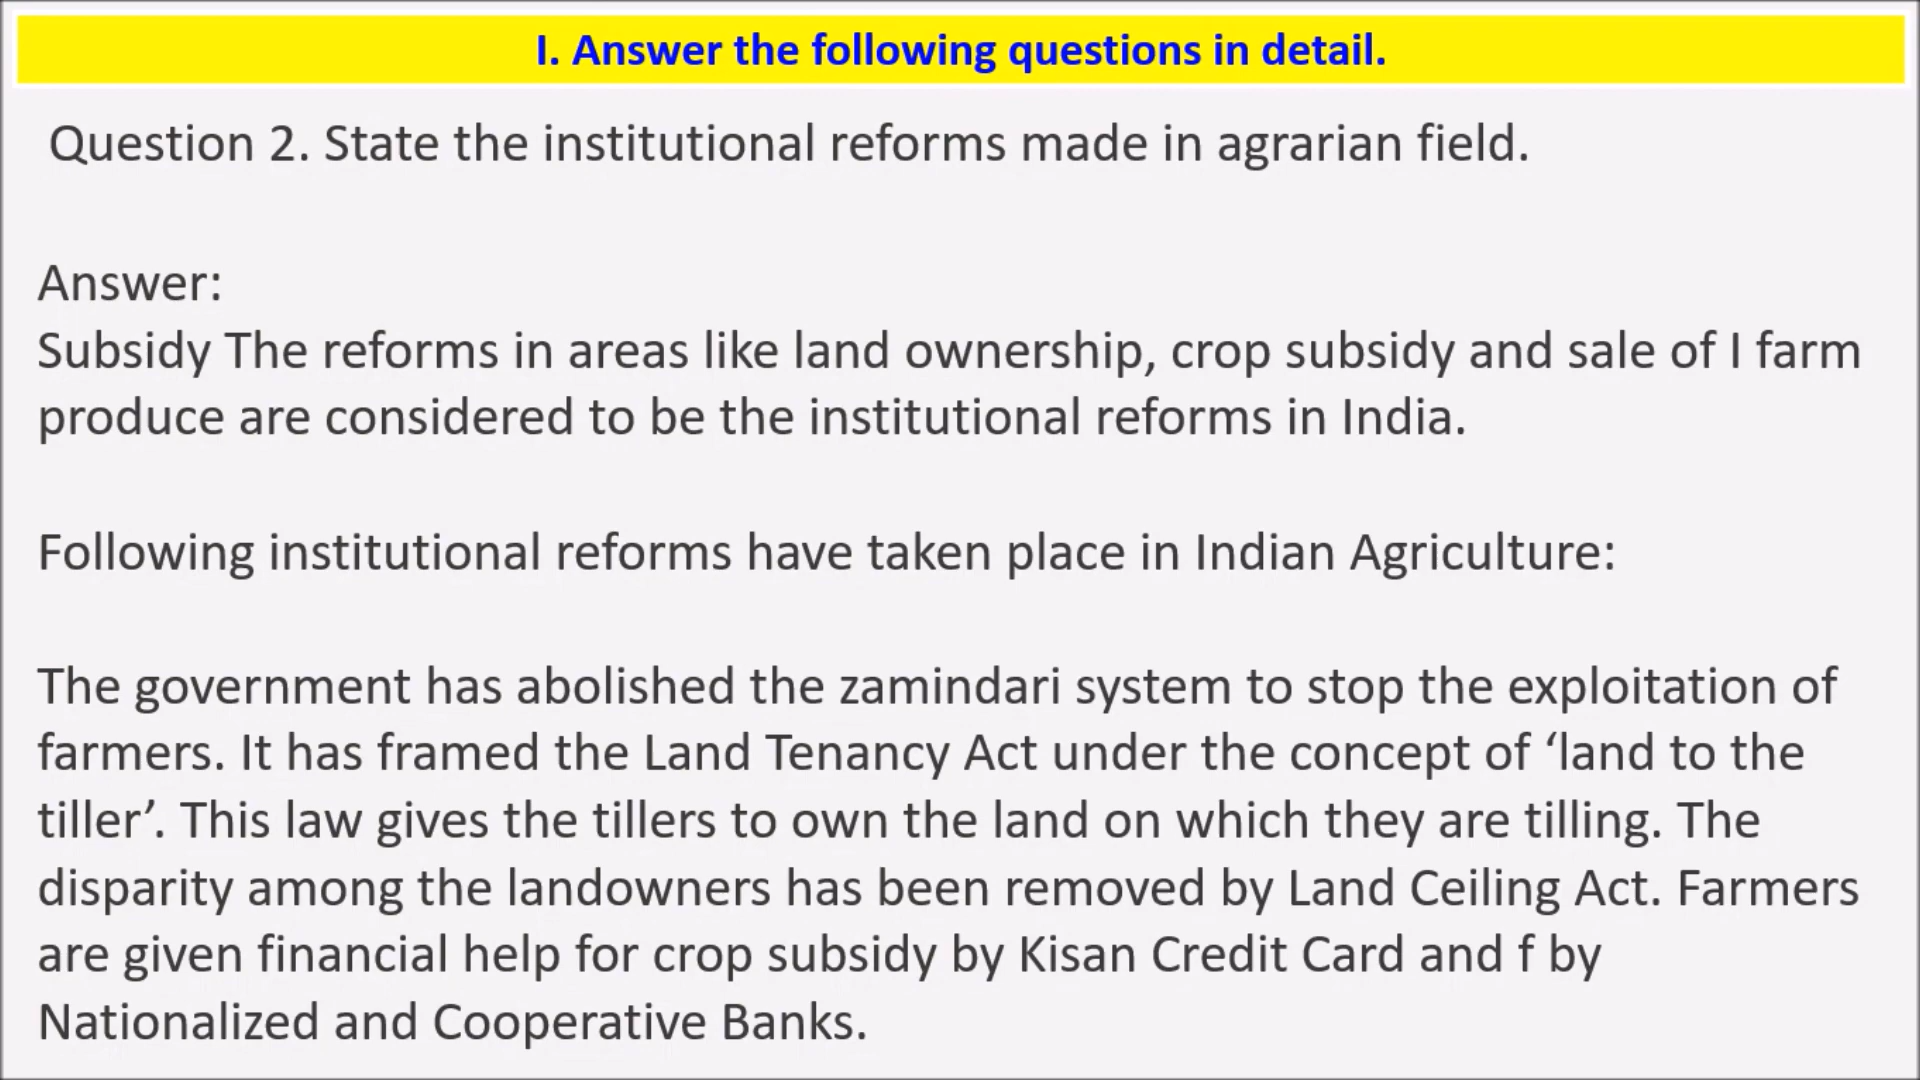 I. Answer the following questions in detail.
Question 2. State the institutional reforms made in agrarian field.
Answer:
Subsidy The reforms in areas like land ownership, crop subsidy and sale of I farm
produce are considered to be the institutional reforms in India.
Following institutional reforms have taken place in Indian Agriculture:
The government has abolished the zamindari system to stop the exploitation of
farmers. It has framed the Land Tenancy Act under the concept of ‘land to the
tiller’. This law gives the tillers to own the land on which they are tilling. The
disparity among the landowners has been removed by Land Ceiling Act. Farmers
are given financial help for crop subsidy by Kisan Credit Card and f by
Nationalized and Cooperative Banks.